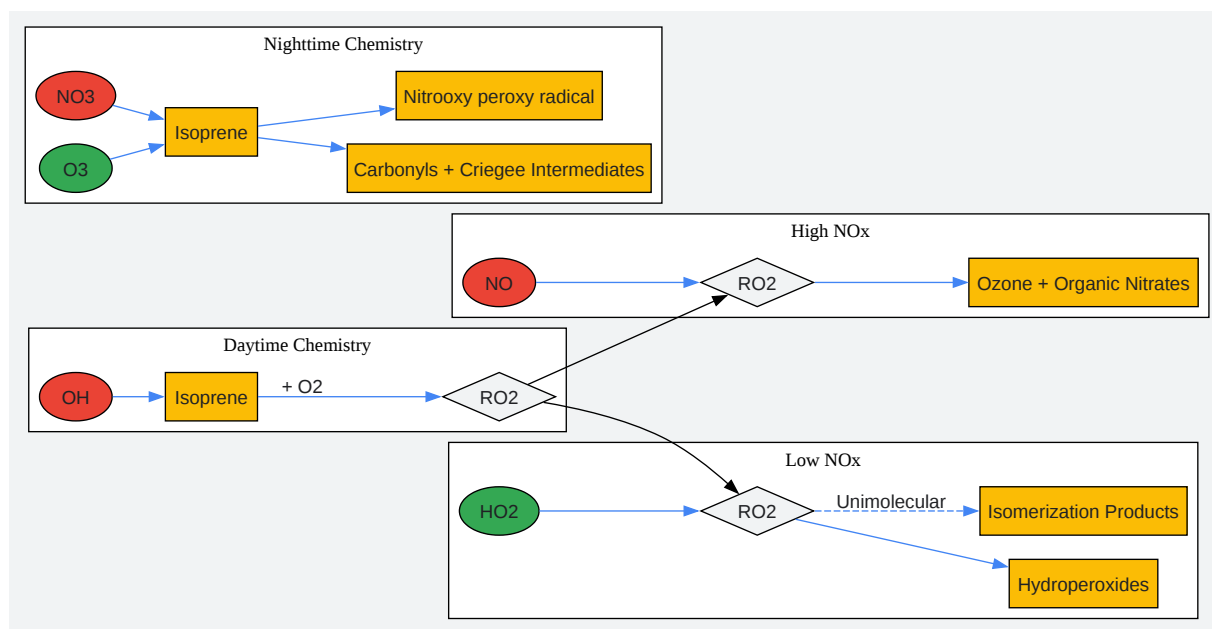 Nighttime Chemistry
NO3
Nitrooxy peroxy radical
Isoprene
O3
Carbonyls + Criegee Intermediates
High NOx
NO
RO2
Ozone + Organic Nitrates
Daytime Chemistry
OH
Isoprene
+ O2
RO2
Low NOx
HO2
RO2
Unimolecular
Isomerization Products
Hydroperoxides